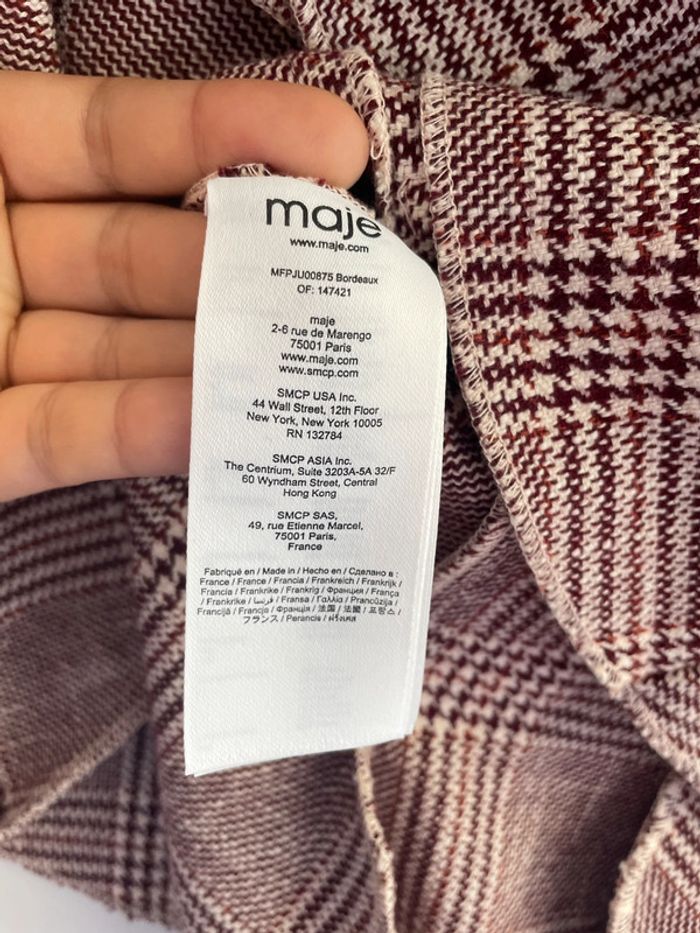 maje
www.maje.com
MFPJU00875 Bordeaux
OF: 147421
maje
2-6 rue de Marengo
75001 Paris
www.maje.com
www.smcp.com
SMCP USA Inc.
44 Wall Street, 12th Floor
New York, New York 10005
RN 132784
SMCP ASIA Inc.
The Centrium, Suite 3203A-5A 32/F
60 Wyndham Street, Central
Hong Kong
SMCP SAS,
49, rue Etienne Marcel,
75001 Paris,
France
Fabriqué en / Made in / Hecho en / Сделано в :
France / France / Francia / Frankreich / Frankrijk /
Francia / Frankrike / Frankrig / Франция / França
/ Frankrike / فرنسا / Fransa / Γαλλία / Prancūzija /
Francijā / Francja / Франція / 法国 / 法國 / 프랑스 /
フランス / Perancis / ฝรั่งเศส